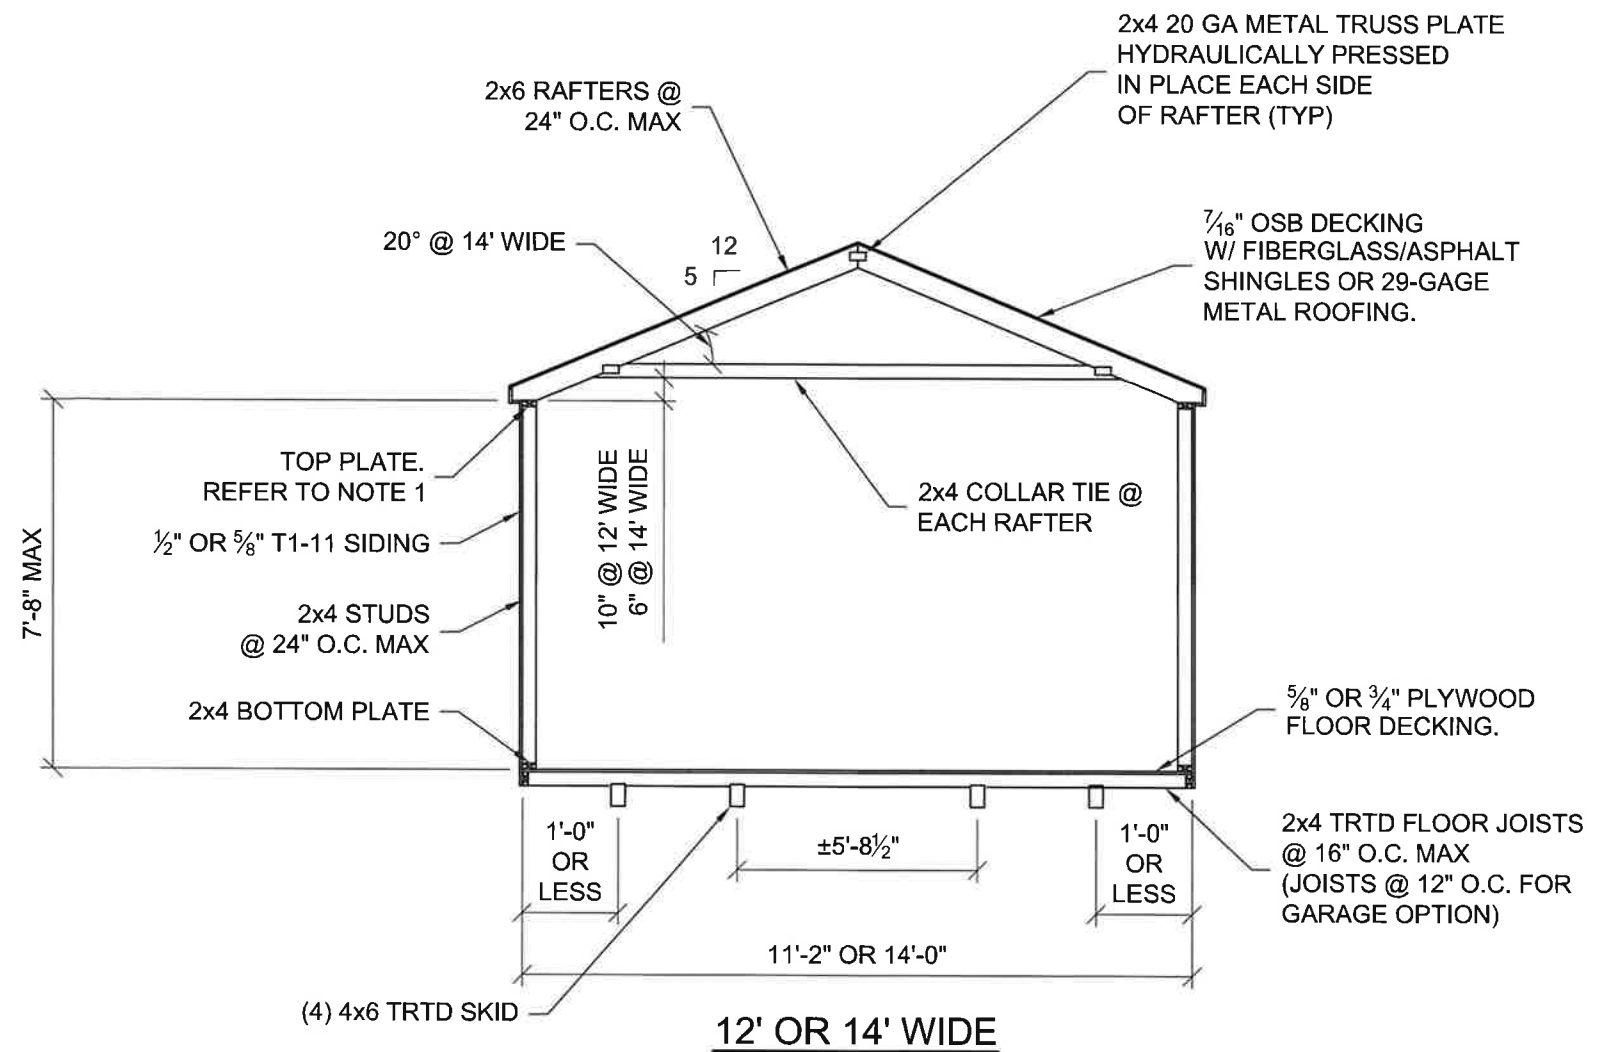 2x4 20 GA METAL TRUSS PLATE
HYDRAULICALLY PRESSED
IN PLACE EACH SIDE
OF RAFTER (TYP)
2x6 RAFTERS @
24" O.C. MAX
20° @ 14' WIDE
12
5
7/16" OSB DECKING
W/ FIBERGLASS/ASPHALT
SHINGLES OR 29-GAGE
METAL ROOFING.
TOP PLATE.
REFER TO NOTE 1
½" OR ⅝" T1-11 SIDING
7'-8" MAX
2x4 STUDS
@ 24" O.C. MAX
2x4 BOTTOM PLATE
10" @ 12' WIDE
6" @ 14' WIDE
2x4 COLLAR TIE @
EACH RAFTER
⅝" OR ¾" PLYWOOD
FLOOR DECKING.
2x4 TRTD FLOOR JOISTS
@ 16" O.C. MAX
(JOISTS @ 12" O.C. FOR
GARAGE OPTION)
1'-0"
OR
LESS
±5'-8½"
1'-0"
OR
LESS
11'-2" OR 14'-0"
(4) 4x6 TRTD SKID
12' OR 14' WIDE